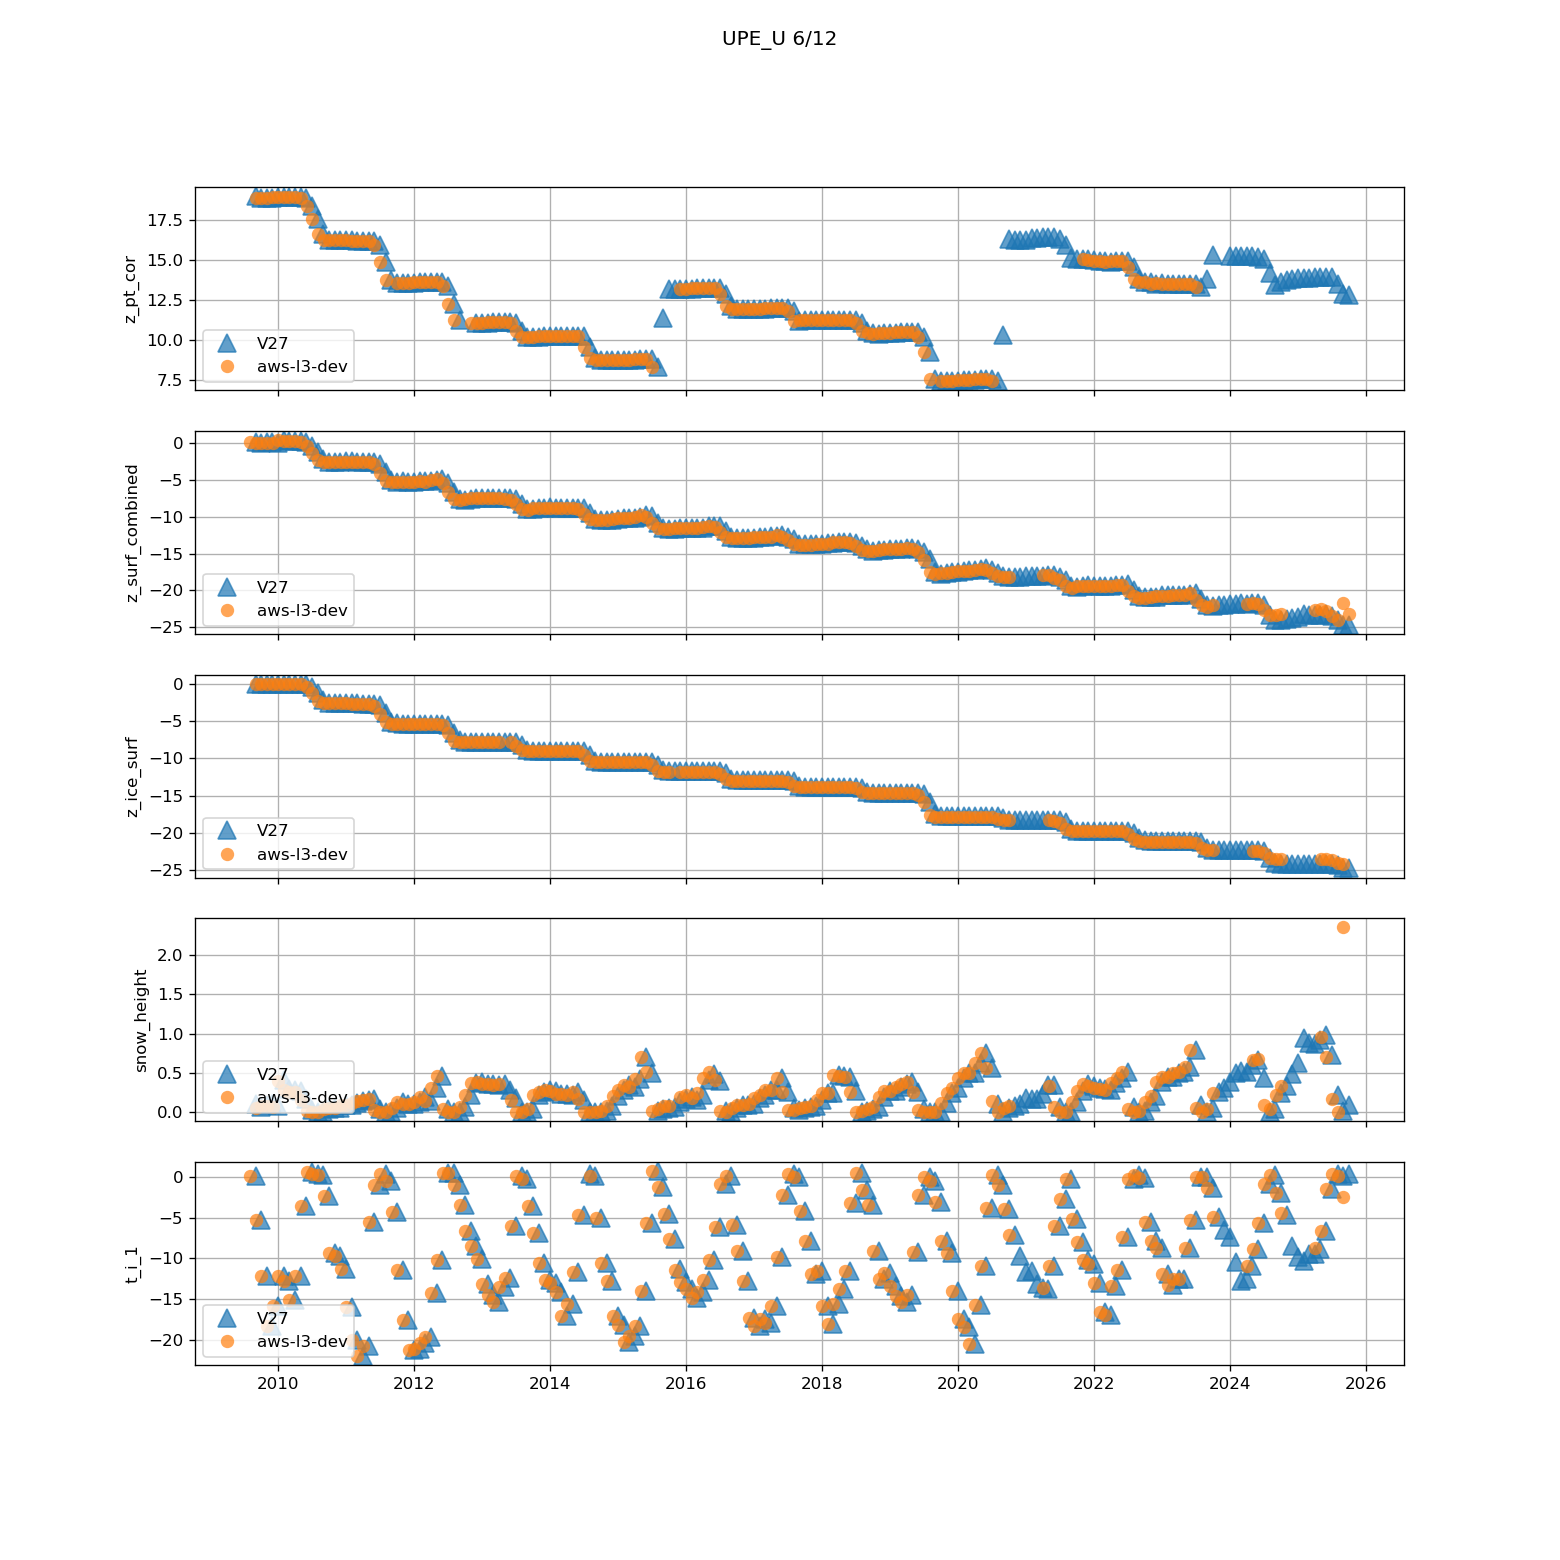 UPE_U 6/12
z_pt_cor
17.5
15.0
12.5
10.0
7.5
V27
aws-l3-dev
z_surf_combined
0
−5
−10
−15
−20
−25
V27
aws-l3-dev
z_ice_surf
0
−5
−10
−15
−20
−25
V27
aws-l3-dev
snow_height
2.0
1.5
1.0
0.5
0.0
V27
aws-l3-dev
t_i_1
0
−5
−10
−15
−20
V27
aws-l3-dev
2010 2012 2014 2016 2018 2020 2022 2024 2026